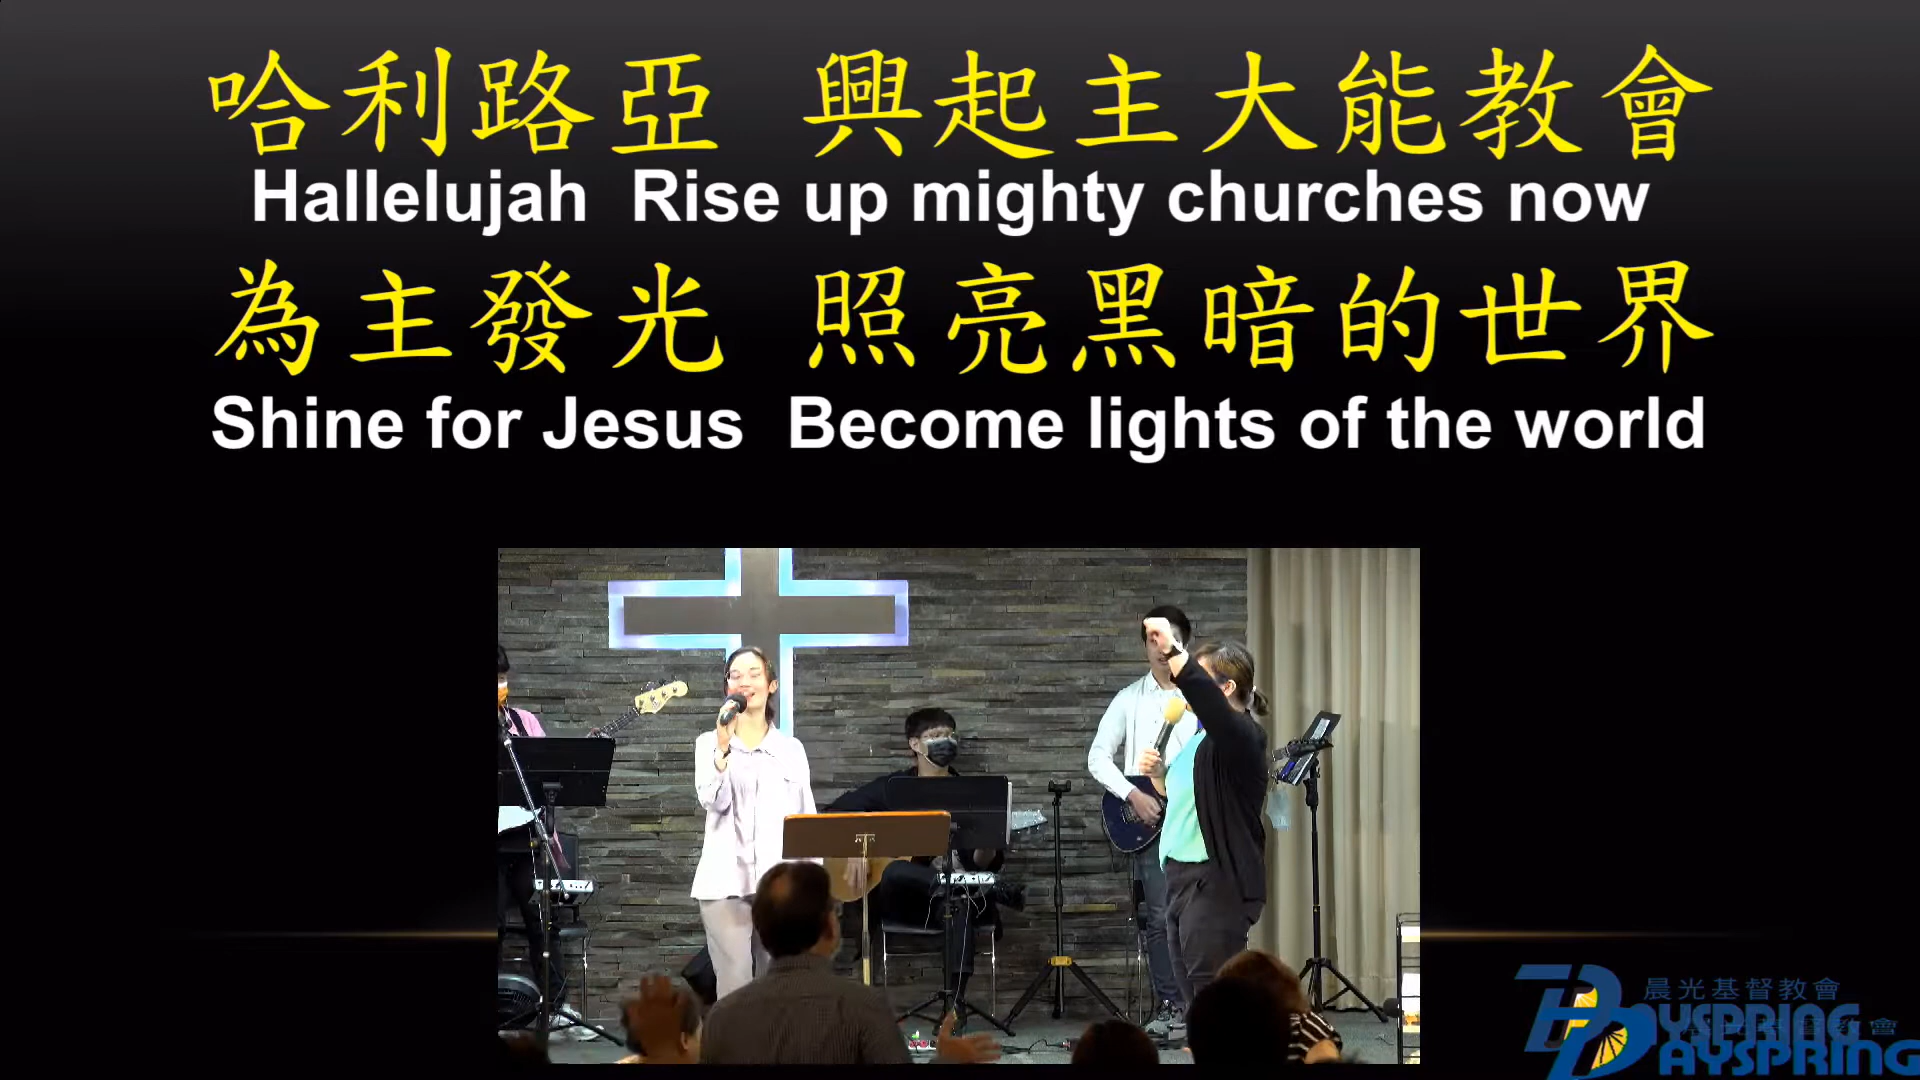 哈利路亞 興起主大能教會
Hallelujah Rise up mighty churches now
為主發光 照亮黑暗的世界
Shine for Jesus Become lights of the world
晨光基督教會
DAYSPRING
DAYSPRING